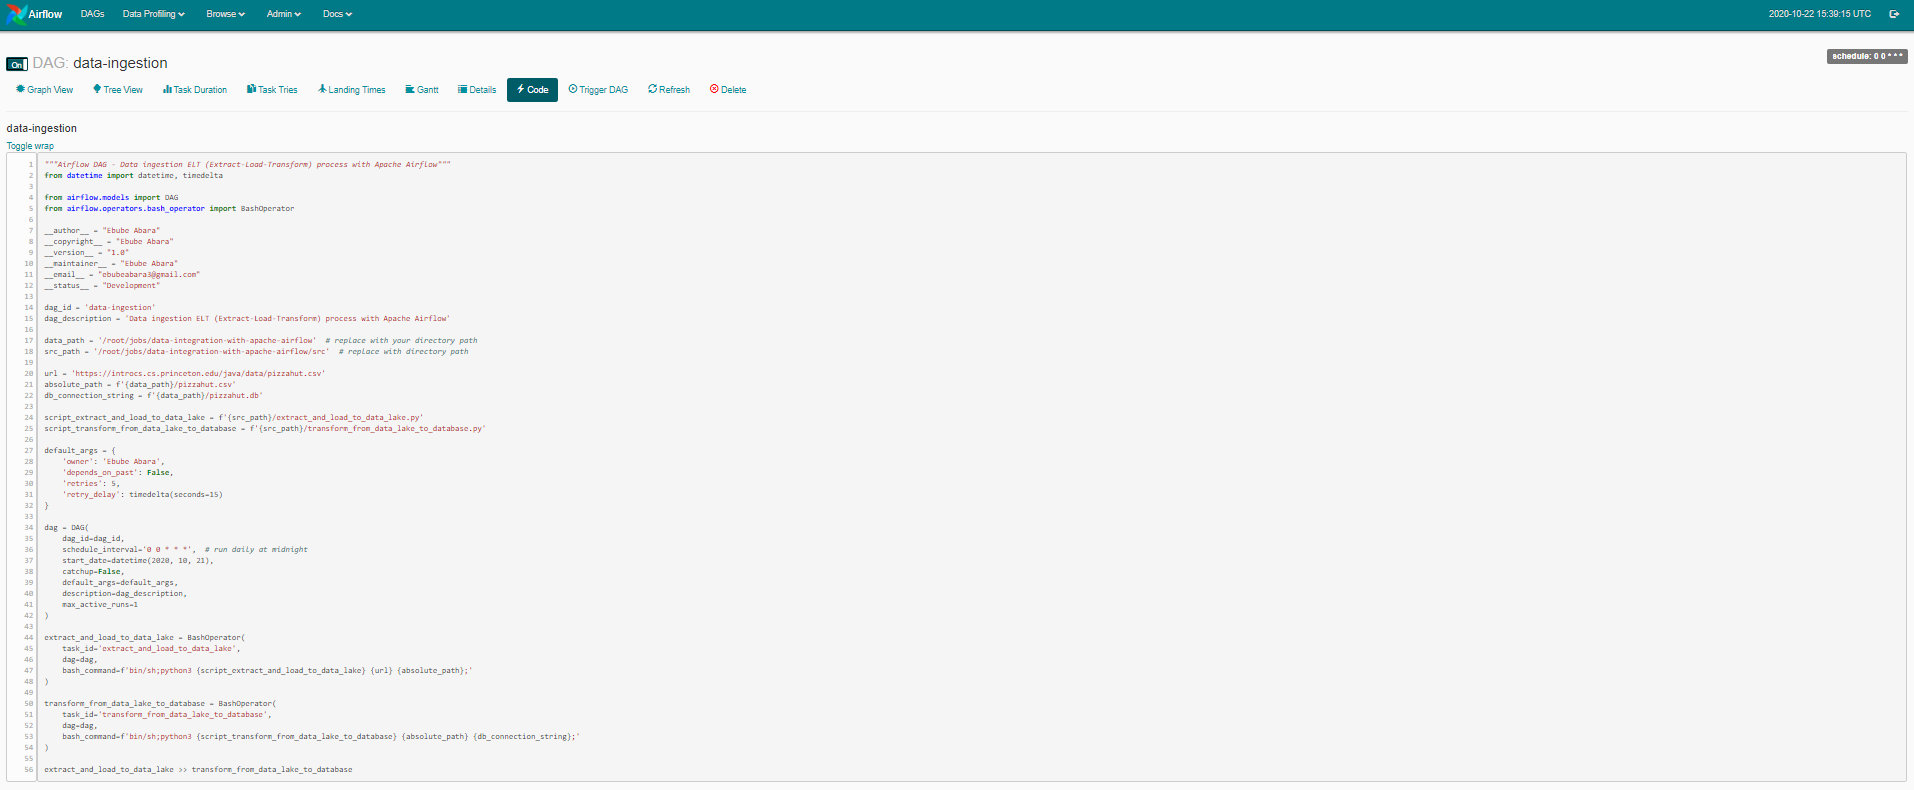 Airflow DAGs Data Profiling Browse Admin Docs 2020-10-22 15:39:15 UTC
On DAG: data-ingestion schedule: 0 0 * * *
Graph View Tree View Task Duration Task Tries Landing Times Gantt Details Code Trigger DAG Refresh Delete
data-ingestion
Toggle wrap
1 """Airflow DAG - Data ingestion ELT (Extract-Load-Transform) process with Apache Airflow"""
2 from datetime import datetime, timedelta
3
4 from airflow.models import DAG
5 from airflow.operators.bash_operator import BashOperator
6
7 __author__ = "Ebube Abara"
8 __copyright__ = "Ebube Abara"
9 __version__ = "1.0"
10 __maintainer__ = "Ebube Abara"
11 __email__ = "ebubeabara3@gmail.com"
12 __status__ = "Development"
13
14 dag_id = 'data-ingestion'
15 dag_description = 'Data ingestion ELT (Extract-Load-Transform) process with Apache Airflow'
16
17 data_path = '/root/jobs/data-integration-with-apache-airflow'  # replace with your directory path
18 src_path = '/root/jobs/data-integration-with-apache-airflow/src'  # replace with directory path
19
20 url = 'https://introcs.cs.princeton.edu/java/data/pizzahut.csv'
21 absolute_path = f'{data_path}/pizzahut.csv'
22 db_connection_string = f'{data_path}/pizzahut.db'
23
24 script_extract_and_load_to_data_lake = f'{src_path}/extract_and_load_to_data_lake.py'
25 script_transform_from_data_lake_to_database = f'{src_path}/transform_from_data_lake_to_database.py'
26
27 default_args = {
28     'owner': 'Ebube Abara',
29     'depends_on_past': False,
30     'retries': 5,
31     'retry_delay': timedelta(seconds=15)
32 }
33
34 dag = DAG(
35     dag_id=dag_id,
36     schedule_interval='0 0 * * *',  # run daily at midnight
37     start_date=datetime(2020, 10, 21),
38     catchup=False,
39     default_args=default_args,
40     description=dag_description,
41     max_active_runs=1
42 )
43
44 extract_and_load_to_data_lake = BashOperator(
45     task_id='extract_and_load_to_data_lake',
46     dag=dag,
47     bash_command=f'bin/sh;python3 {script_extract_and_load_to_data_lake} {url} {absolute_path};'
48 )
49
50 transform_from_data_lake_to_database = BashOperator(
51     task_id='transform_from_data_lake_to_database',
52     dag=dag,
53     bash_command=f'bin/sh;python3 {script_transform_from_data_lake_to_database} {absolute_path} {db_connection_string};'
54 )
55
56 extract_and_load_to_data_lake >> transform_from_data_lake_to_database